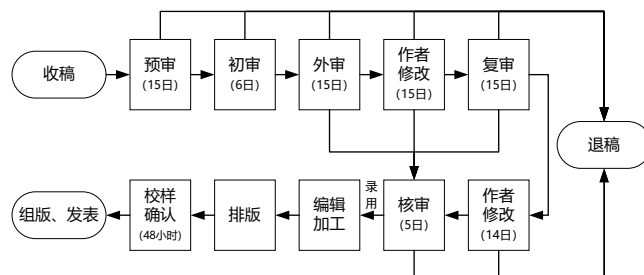 收稿
预审
(15日)
初审
(6日)
外审
(15日)
作者
修改
(15日)
复审
(15日)
退稿
组版、发表
校样
确认
(48小时)
排版
编辑
加工
录用
核审
(5日)
作者
修改
(14日)